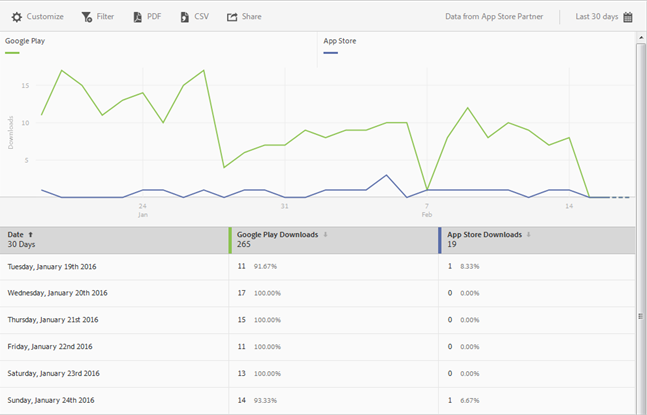 Customize Filter PDF CSV Share Data from App Store Partner Last 30 days
Google Play App Store
Downloads
15
10
5
24 31 7 14
Jan Feb
Date Google Play Downloads App Store Downloads
30 Days 265 19
Tuesday, January 19th 2016 11 91.67% 1 8.33%
Wednesday, January 20th 2016 17 100.00% 0 0.00%
Thursday, January 21st 2016 15 100.00% 0 0.00%
Friday, January 22nd 2016 11 100.00% 0 0.00%
Saturday, January 23rd 2016 13 100.00% 0 0.00%
Sunday, January 24th 2016 14 93.33% 1 6.67%